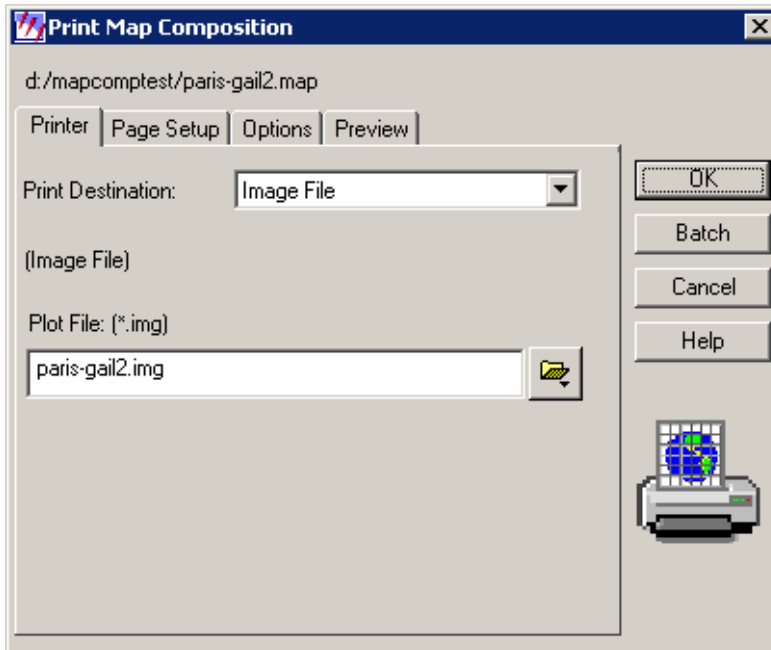 Print Map Composition
d:/mapcomptest/paris-gail2.map
Printer Page Setup Options Preview
Print Destination: Image File
(Image File)
Plot File: (*.img)
paris-gail2.img
OK
Batch
Cancel
Help